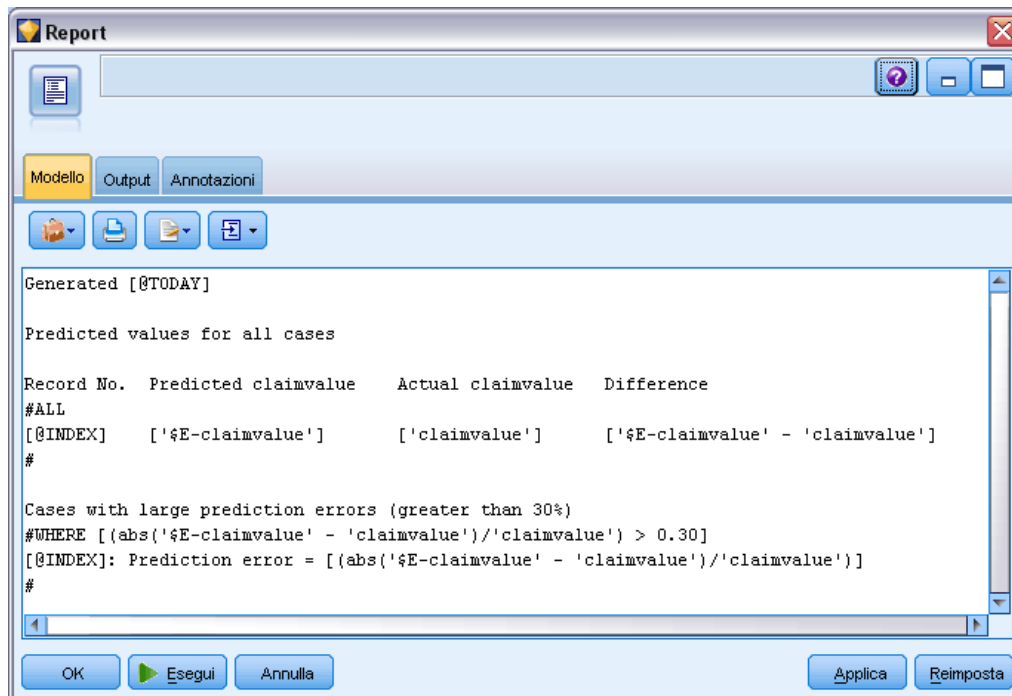 Report
Modello Output Annotazioni
Generated [@TODAY]
Predicted values for all cases
Record No. Predicted claimvalue Actual claimvalue Difference
#ALL
[@INDEX] ['$E-claimvalue'] ['claimvalue'] ['$E-claimvalue' - 'claimvalue']
#
Cases with large prediction errors (greater than 30%)
#WHERE [(abs('$E-claimvalue' - 'claimvalue')/'claimvalue') > 0.30]
[@INDEX]: Prediction error = [(abs('$E-claimvalue' - 'claimvalue')/'claimvalue')]
#
OK Esegui Annulla Applica Reimposta